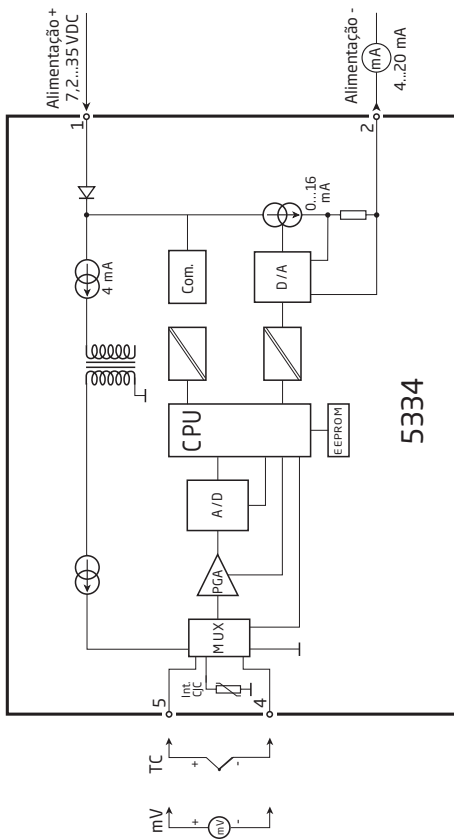 Alimentação +
7,2...35 VDC
Alimentação -
mA
4...20 mA
1
2
4 mA
Com.
0...16
mA
D/A
CPU
EEPROM
A/D
PGA
MUX
Int.
CJC
5
4
TC
+
-
mV
+
mV
-
5334